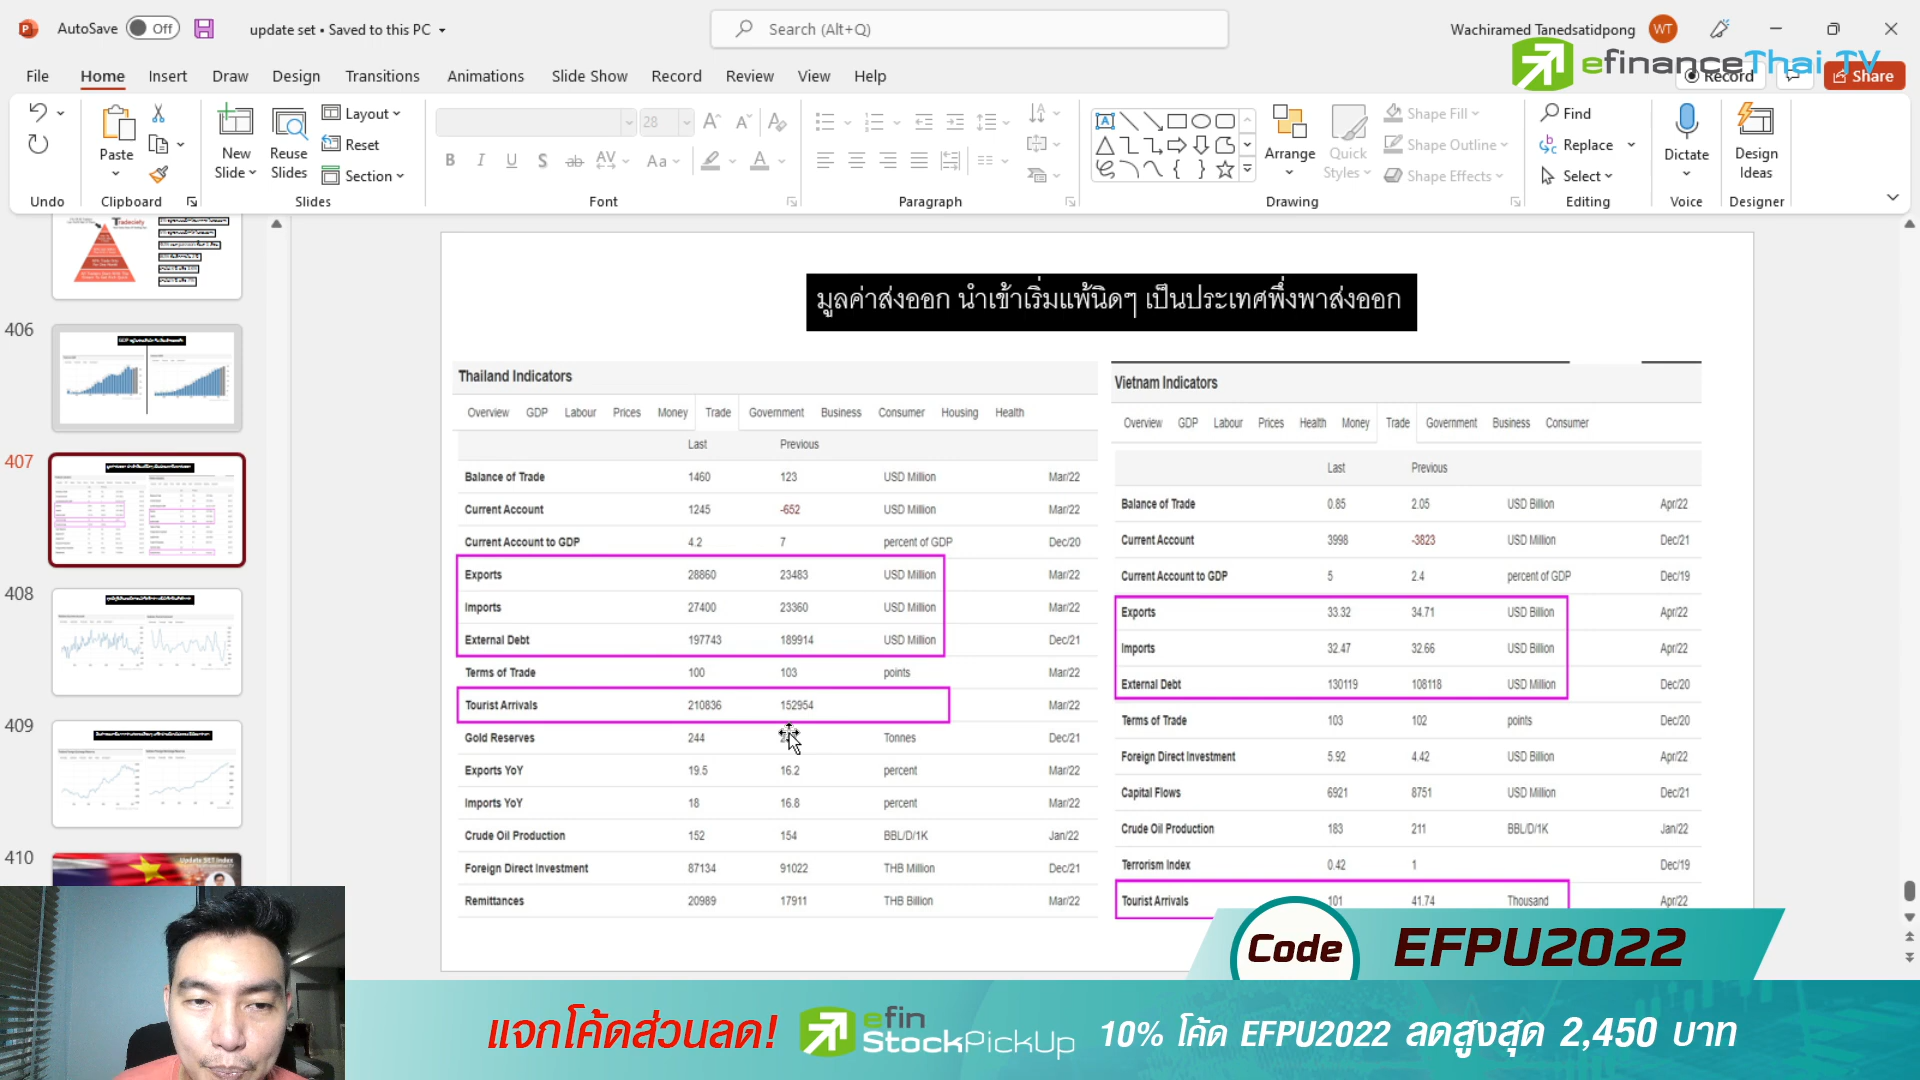 AutoSave Off update set • Saved to this PC Search (Alt+Q) Wachiramed Tanedsatidpong WT
efinanceThai TV
File Home Insert Draw Design Transitions Animations Slide Show Record Review View Help Record Share
Paste New Slide Reuse Slides Layout Reset Section
28
Arrange Quick Styles Shape Fill Shape Outline Shape Effects Find Replace Select Dictate Design Ideas
Undo Clipboard Slides Font Paragraph Drawing Editing Voice Designer
406
407
408
409
410
Update SET Index
มูลค่าส่งออก นำเข้าเริ่มแพ้นิดๆ เป็นประเทศพึ่งพาส่งออก
Thailand Indicators
Overview GDP Labour Prices Money Trade Government Business Consumer Housing Health
Last Previous
Balance of Trade 1460 123 USD Million Mar/22
Current Account 1245 -652 USD Million Mar/22
Current Account to GDP 4.2 7 percent of GDP Dec/20
Exports 28860 23483 USD Million Mar/22
Imports 27400 23360 USD Million Mar/22
External Debt 197743 189914 USD Million Dec/21
Terms of Trade 100 103 points Mar/22
Tourist Arrivals 210836 152954 Mar/22
Gold Reserves 244 Tonnes Dec/21
Exports YoY 19.5 16.2 percent Mar/22
Imports YoY 18 16.8 percent Mar/22
Crude Oil Production 152 154 BBL/D/1K Jan/22
Foreign Direct Investment 87134 91022 THB Million Dec/21
Remittances 20989 17911 THB Billion Mar/22
Vietnam Indicators
Overview GDP Labour Prices Health Money Trade Government Business Consumer
Last Previous
Balance of Trade 0.85 2.05 USD Billion Apr/22
Current Account 3998 -3823 USD Million Dec/21
Current Account to GDP 5 2.4 percent of GDP Dec/19
Exports 33.32 34.71 USD Billion Apr/22
Imports 32.47 32.66 USD Billion Apr/22
External Debt 130119 108118 USD Million Dec/20
Terms of Trade 103 102 points Dec/20
Foreign Direct Investment 5.92 4.42 USD Billion Apr/22
Capital Flows 6921 8751 USD Million Dec/21
Crude Oil Production 183 211 BBL/D/1K Jan/22
Terrorism Index 0.42 1 Dec/19
Tourist Arrivals 101 41.74 Thousand Apr/22
Code EFPU2022
แจกโค้ดส่วนลด! efin StockPickUp 10% โค้ด EFPU2022 ลดสูงสุด 2,450 บาท